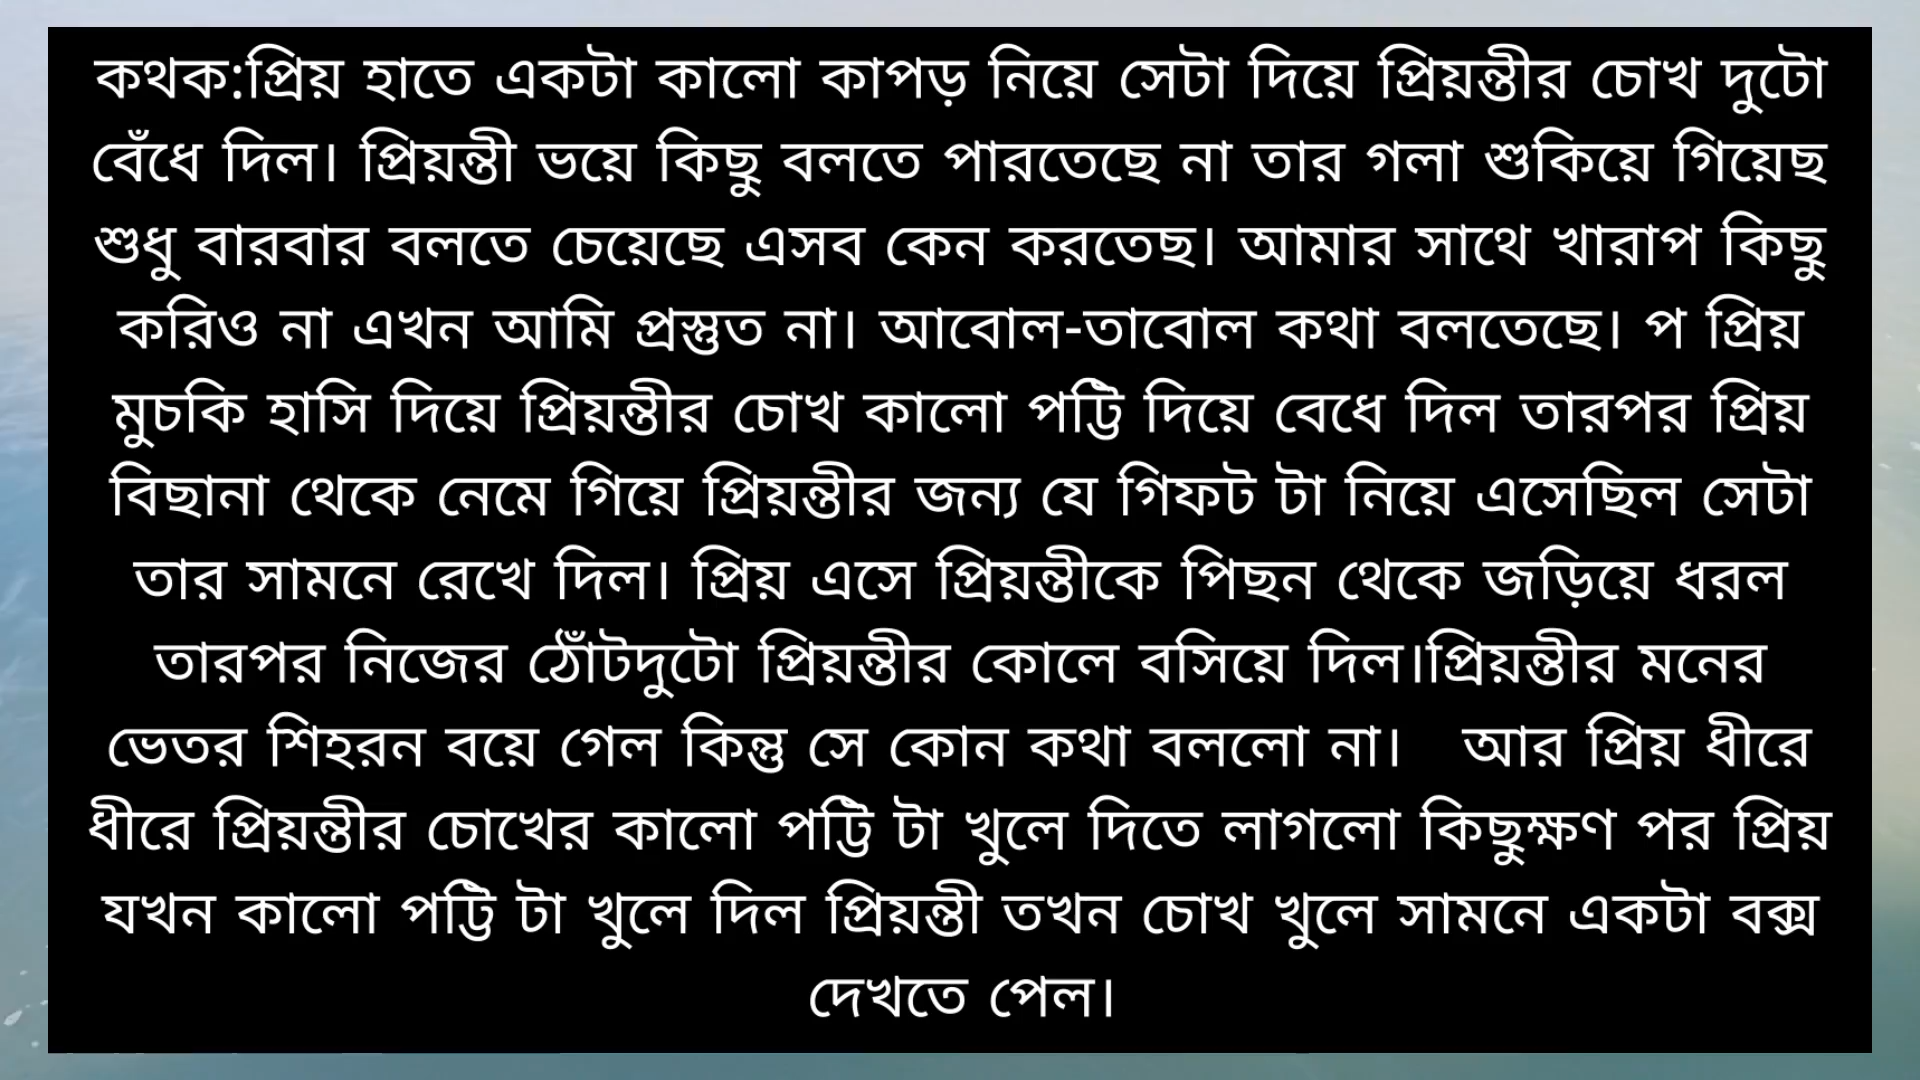 কথক:প্রিয় হাতে একটা কালো কাপড় নিয়ে সেটা দিয়ে প্রিয়ন্তীর চোখ দুটো
বেঁধে দিল। প্রিয়ন্তী ভয়ে কিছু বলতে পারতেছে না তার গলা শুকিয়ে গিয়েছ
শুধু বারবার বলতে চেয়েছে এসব কেন করতেছ। আমার সাথে খারাপ কিছু
করিও না এখন আমি প্রস্তুত না। আবোল-তাবোল কথা বলতেছে। প প্রিয়
মুচকি হাসি দিয়ে প্রিয়ন্তীর চোখ কালো পট্টি দিয়ে বেধে দিল তারপর প্রিয়
বিছানা থেকে নেমে গিয়ে প্রিয়ন্তীর জন্য যে গিফট টা নিয়ে এসেছিল সেটা
তার সামনে রেখে দিল। প্রিয় এসে প্রিয়ন্তীকে পিছন থেকে জড়িয়ে ধরল
তারপর নিজের ঠোঁটদুটো প্রিয়ন্তীর কোলে বসিয়ে দিল।প্রিয়ন্তীর মনের
ভেতর শিহরন বয়ে গেল কিন্তু সে কোন কথা বললো না। আর প্রিয় ধীরে
ধীরে প্রিয়ন্তীর চোখের কালো পট্টি টা খুলে দিতে লাগলো কিছুক্ষণ পর প্রিয়
যখন কালো পট্টি টা খুলে দিল প্রিয়ন্তী তখন চোখ খুলে সামনে একটা বক্স
দেখতে পেল।